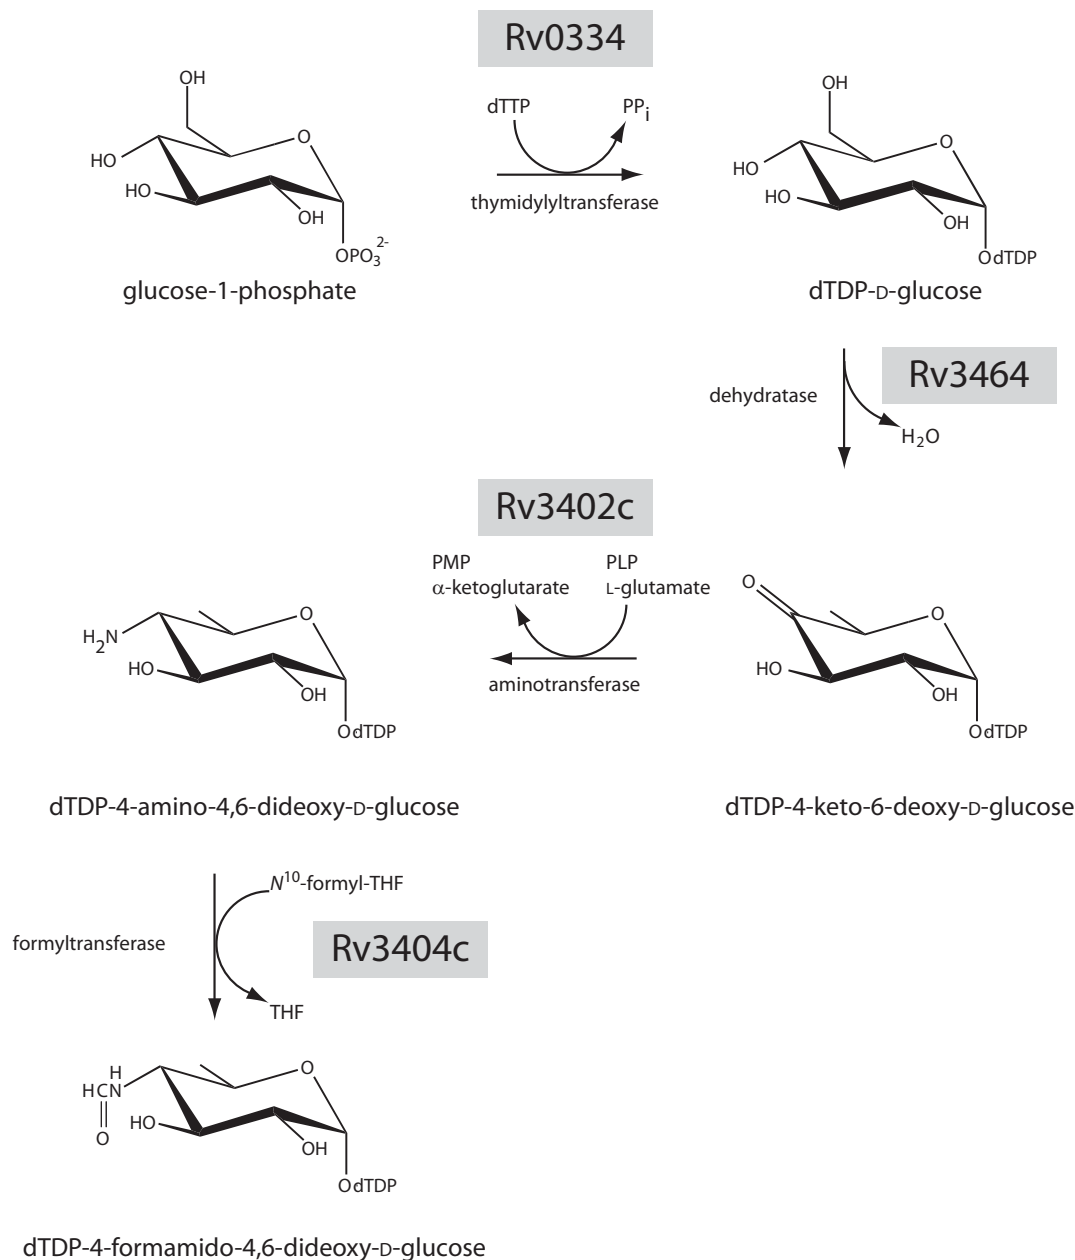 Rv0334
OH
O
HO
HO
OH
OPO₃²⁻
glucose-1-phosphate
dTTP
PPi
thymidylyltransferase
OH
O
HO
HO
OH
OdTDP
dTDP-D-glucose
dehydratase
Rv3464
H₂O
Rv3402c
PMP
α-ketoglutarate
PLP
L-glutamate
aminotransferase
O
O
HO
OH
OdTDP
dTDP-4-keto-6-deoxy-D-glucose
O
H₂N
HO
OH
OdTDP
dTDP-4-amino-4,6-dideoxy-D-glucose
N¹⁰-formyl-THF
formyltransferase
Rv3404c
THF
O
H
HCN
O
HO
OH
OdTDP
dTDP-4-formamido-4,6-dideoxy-D-glucose